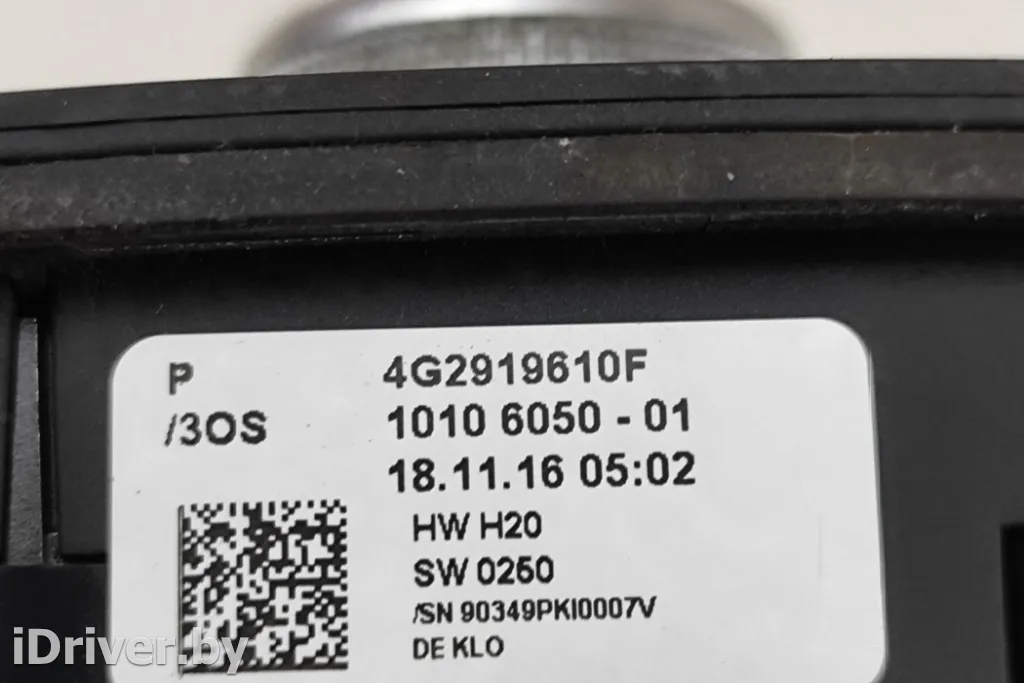 P 4G2919610F
/3OS 1010 6050 - 01
18.11.16 05:02
HW H20
SW 0260
/SN 90349PKI0007V
DE KLO
iDriver.by